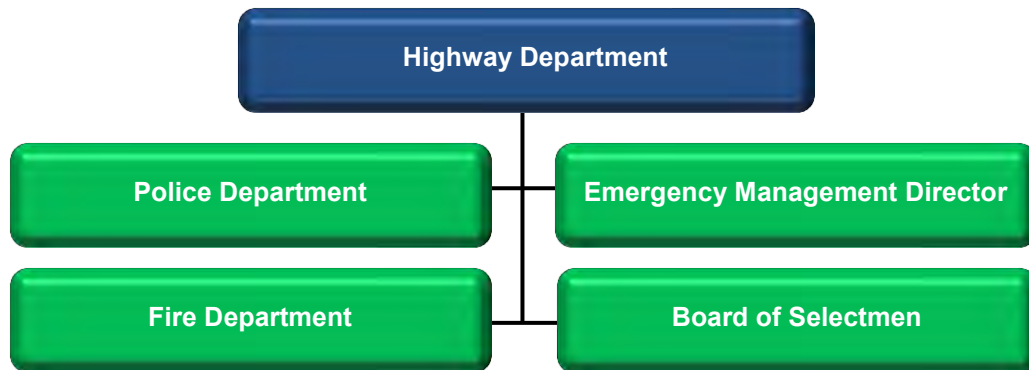 Highway Department
Police Department
Emergency Management Director
Fire Department
Board of Selectmen